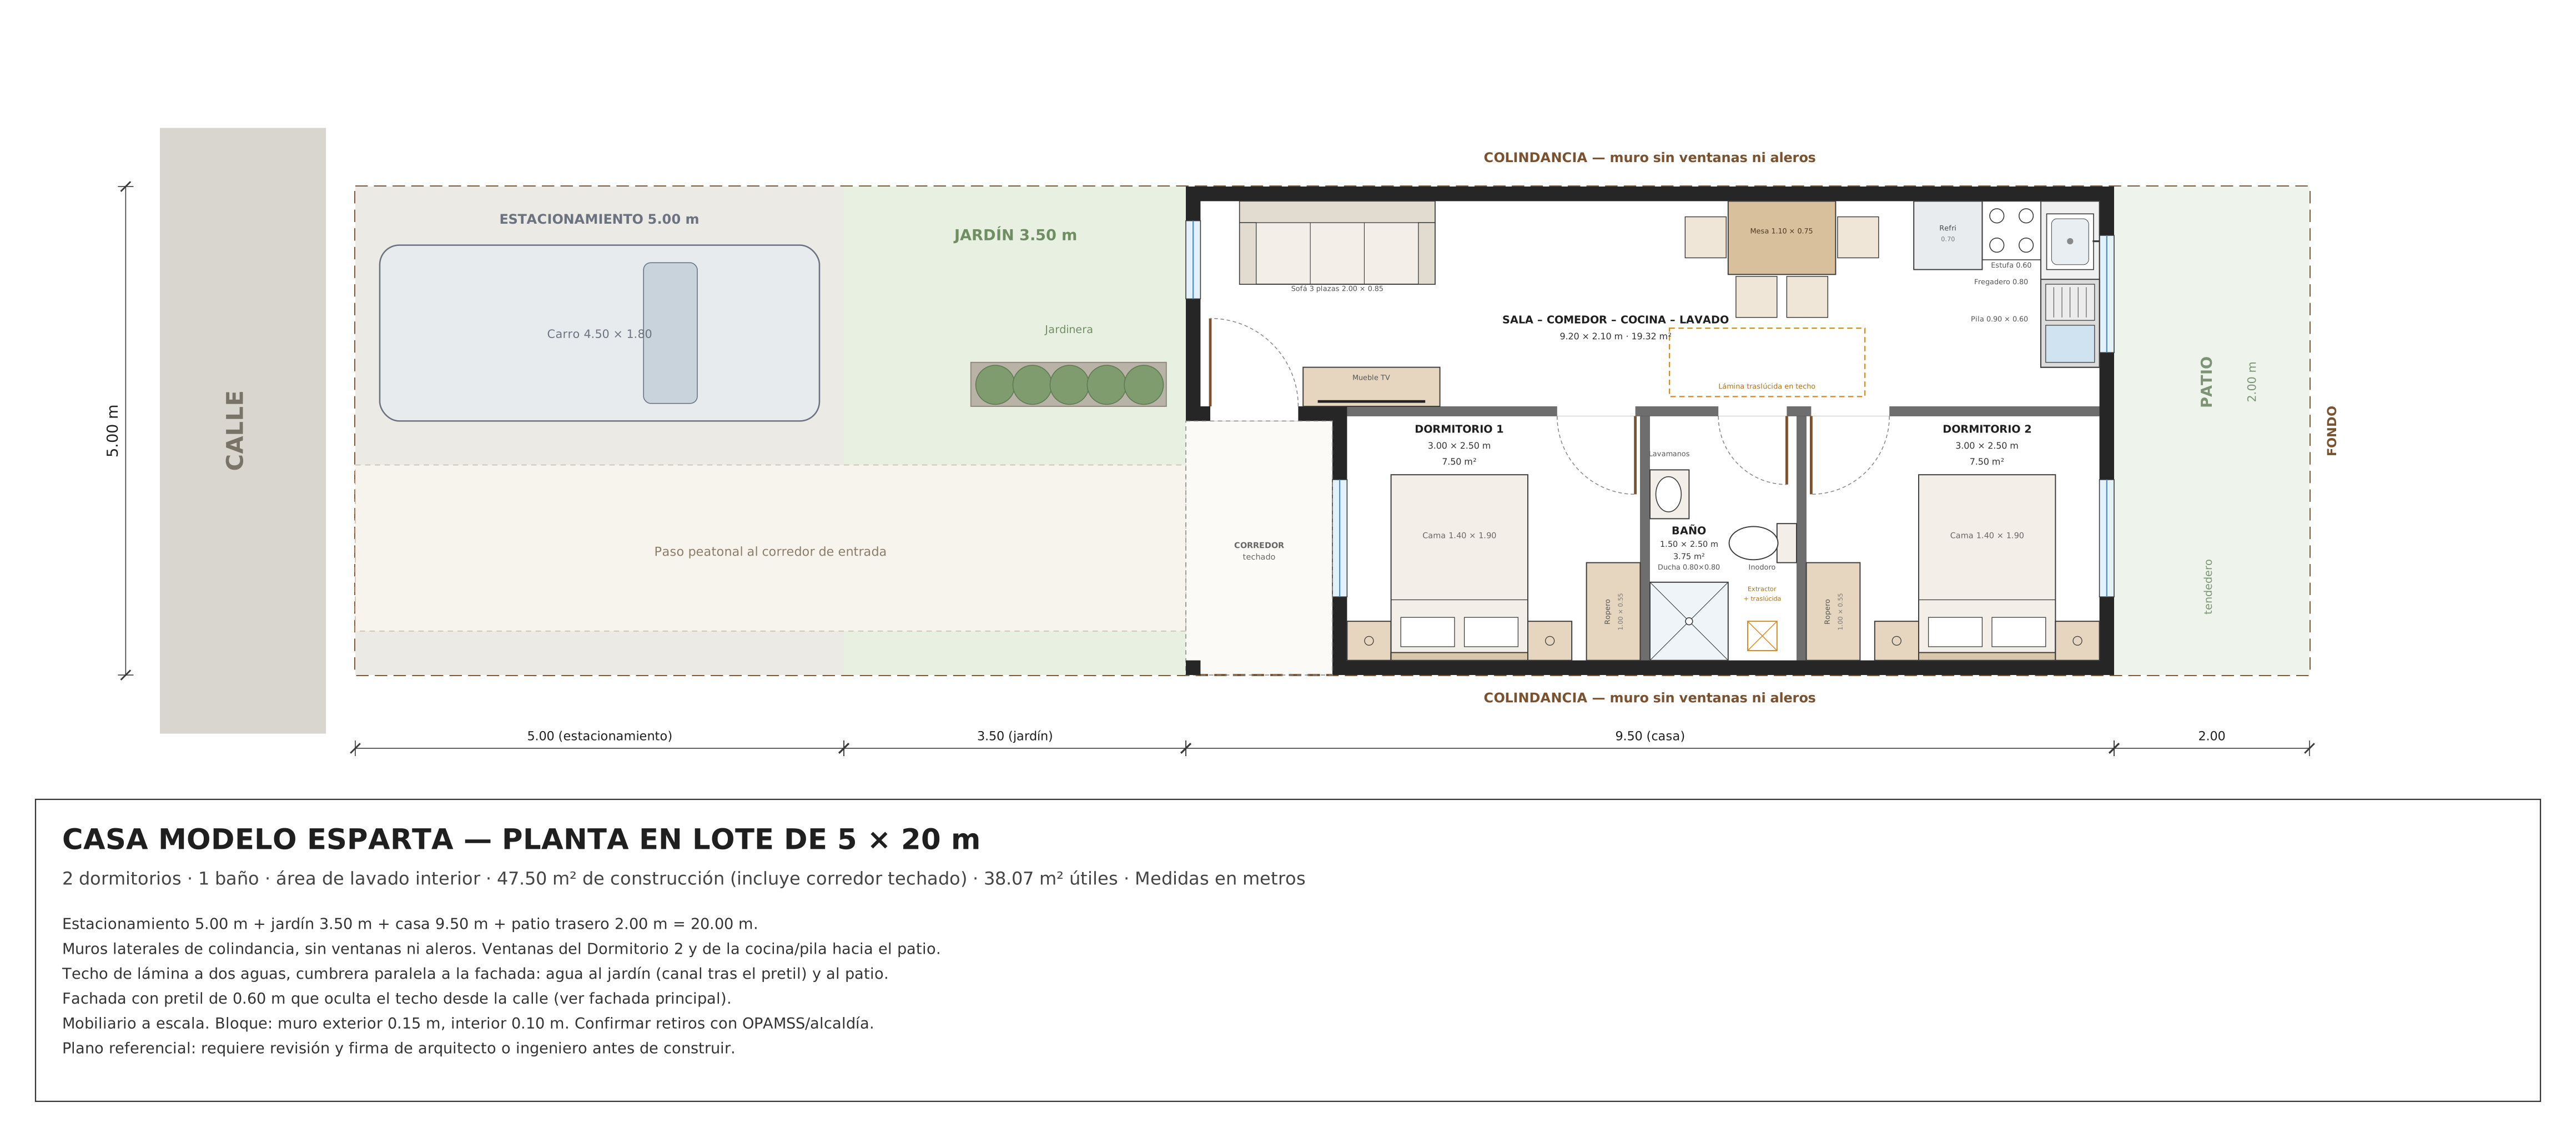 COLINDANCIA — muro sin ventanas ni aleros
ESTACIONAMIENTO 5.00 m
JARDÍN 3.50 m
Carro 4.50 × 1.80
Jardinera
CALLE
5.00 m
Paso peatonal al corredor de entrada
CORREDOR
techado
Sofá 3 plazas 2.00 × 0.85
Mueble TV
Mesa 1.10 × 0.75
SALA – COMEDOR – COCINA – LAVADO
9.20 × 2.10 m · 19.32 m²
Lámina traslúcida en techo
Refri
0.70
Estufa 0.60
Fregadero 0.80
Pila 0.90 × 0.60
DORMITORIO 1
3.00 × 2.50 m
7.50 m²
Cama 1.40 × 1.90
Ropero
1.00 × 0.55
Lavamanos
BAÑO
1.50 × 2.50 m
3.75 m²
Ducha 0.80×0.80
Inodoro
Extractor
+ traslúcida
DORMITORIO 2
3.00 × 2.50 m
7.50 m²
Cama 1.40 × 1.90
Ropero
1.00 × 0.55
PATIO
2.00 m
tendedero
FONDO
COLINDANCIA — muro sin ventanas ni aleros
5.00 (estacionamiento)
3.50 (jardín)
9.50 (casa)
2.00
CASA MODELO ESPARTA — PLANTA EN LOTE DE 5 × 20 m
2 dormitorios · 1 baño · área de lavado interior · 47.50 m² de construcción (incluye corredor techado) · 38.07 m² útiles · Medidas en metros
Estacionamiento 5.00 m + jardín 3.50 m + casa 9.50 m + patio trasero 2.00 m = 20.00 m.
Muros laterales de colindancia, sin ventanas ni aleros. Ventanas del Dormitorio 2 y de la cocina/pila hacia el patio.
Techo de lámina a dos aguas, cumbrera paralela a la fachada: agua al jardín (canal tras el pretil) y al patio.
Fachada con pretil de 0.60 m que oculta el techo desde la calle (ver fachada principal).
Mobiliario a escala. Bloque: muro exterior 0.15 m, interior 0.10 m. Confirmar retiros con OPAMSS/alcaldía.
Plano referencial: requiere revisión y firma de arquitecto o ingeniero antes de construir.